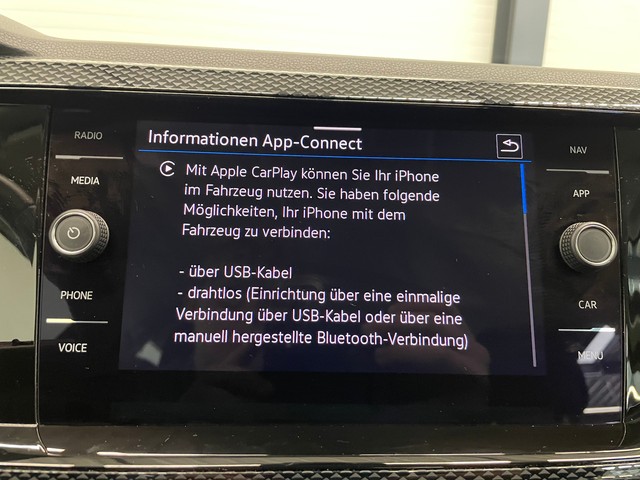 RADIO
MEDIA
PHONE
VOICE
Informationen App-Connect
Mit Apple CarPlay können Sie Ihr iPhone
im Fahrzeug nutzen. Sie haben folgende
Möglichkeiten, Ihr iPhone mit dem
Fahrzeug zu verbinden:
- über USB-Kabel
- drahtlos (Einrichtung über eine einmalige
Verbindung über USB-Kabel oder über eine
manuell hergestellte Bluetooth-Verbindung)
NAV
APP
CAR
MENU